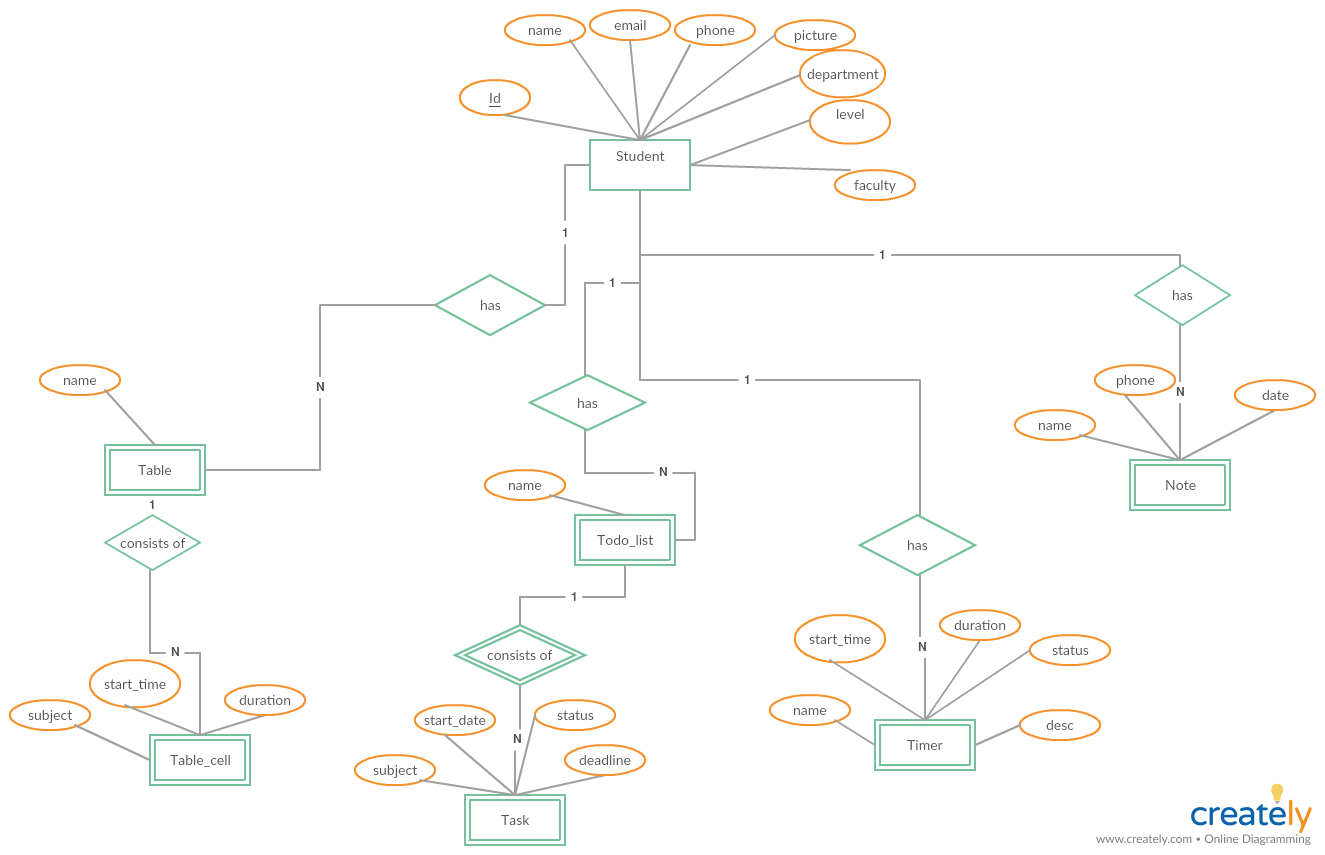 name
email
phone
picture
department
Id
level
Student
faculty
1
1
1
has
has
1
N
has
name
phone
date
N
name
Table
name
Note
1
N
consists of
name
Todo_list
has
1
N
consists of
start_time
duration
status
N
start_time
subject
duration
start_date
status
name
desc
N
Table_cell
subject
deadline
Timer
Task
creately
www.creately.com • Online Diagramming